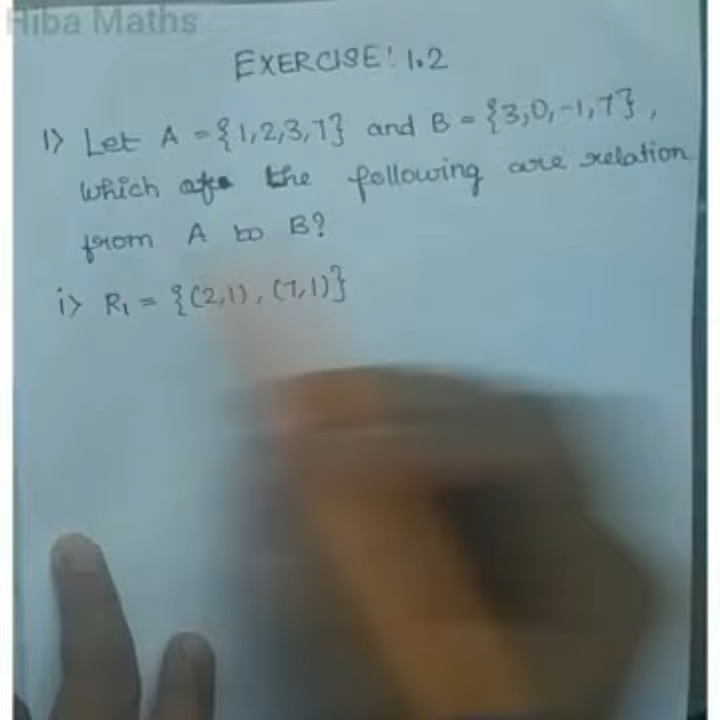 Hiba Maths
EXERCISE! 1.2
1) Let A = {1,2,3,7} and B = {3,0,-1,7},
which the following are relation
from A to B?
i) R₁ = {(2,1), (7,1)}